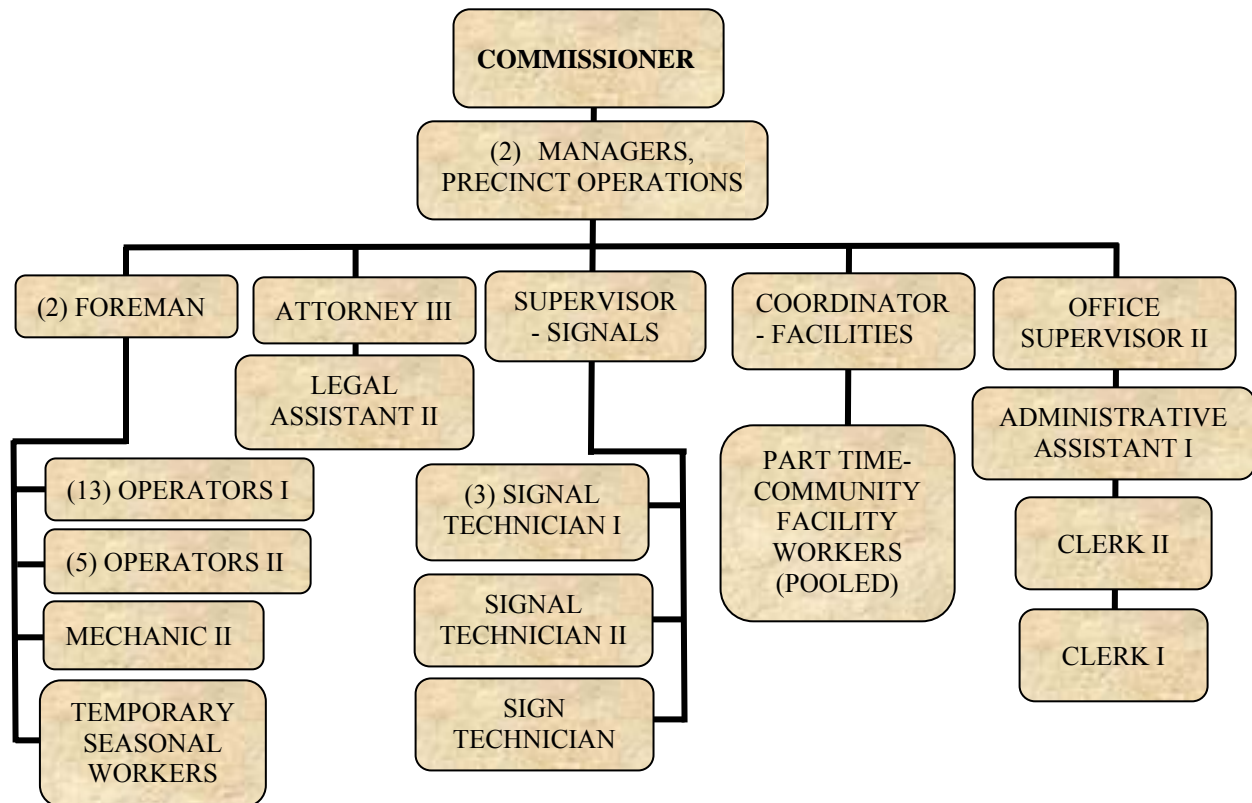 COMMISSIONER
(2) MANAGERS,
PRECINCT OPERATIONS
(2) FOREMAN
ATTORNEY III
LEGAL
ASSISTANT II
SUPERVISOR
- SIGNALS
COORDINATOR
- FACILITIES
OFFICE
SUPERVISOR II
(13) OPERATORS I
(5) OPERATORS II
MECHANIC II
TEMPORARY
SEASONAL
WORKERS
(3) SIGNAL
TECHNICIAN I
SIGNAL
TECHNICIAN II
SIGN
TECHNICIAN
PART TIME-
COMMUNITY
FACILITY
WORKERS
(POOLED)
ADMINISTRATIVE
ASSISTANT I
CLERK II
CLERK I